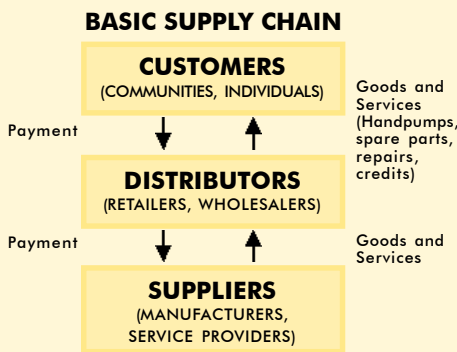 BASIC SUPPLY CHAIN
CUSTOMERS
(COMMUNITIES, INDIVIDUALS)
Payment
Goods and
Services
(Handpumps,
spare parts,
repairs,
credits)
DISTRIBUTORS
(RETAILERS, WHOLESALERS)
Payment
Goods and
Services
SUPPLIERS
(MANUFACTURERS,
SERVICE PROVIDERS)